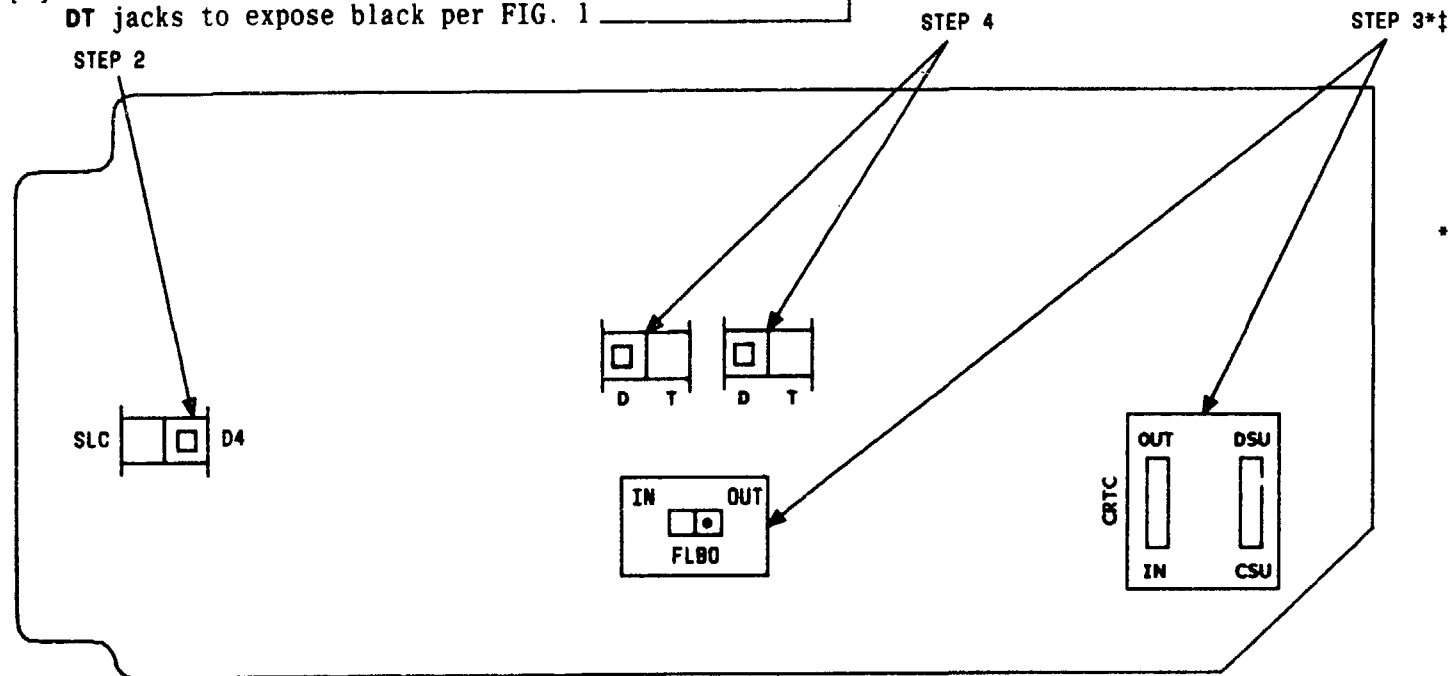 DT jacks to expose black per FIG. 1
STEP 4
STEP 3*‡
STEP 2
*
D T D T
SLC D4
IN OUT
FLBO
OUT DSU
CRTC
IN CSU